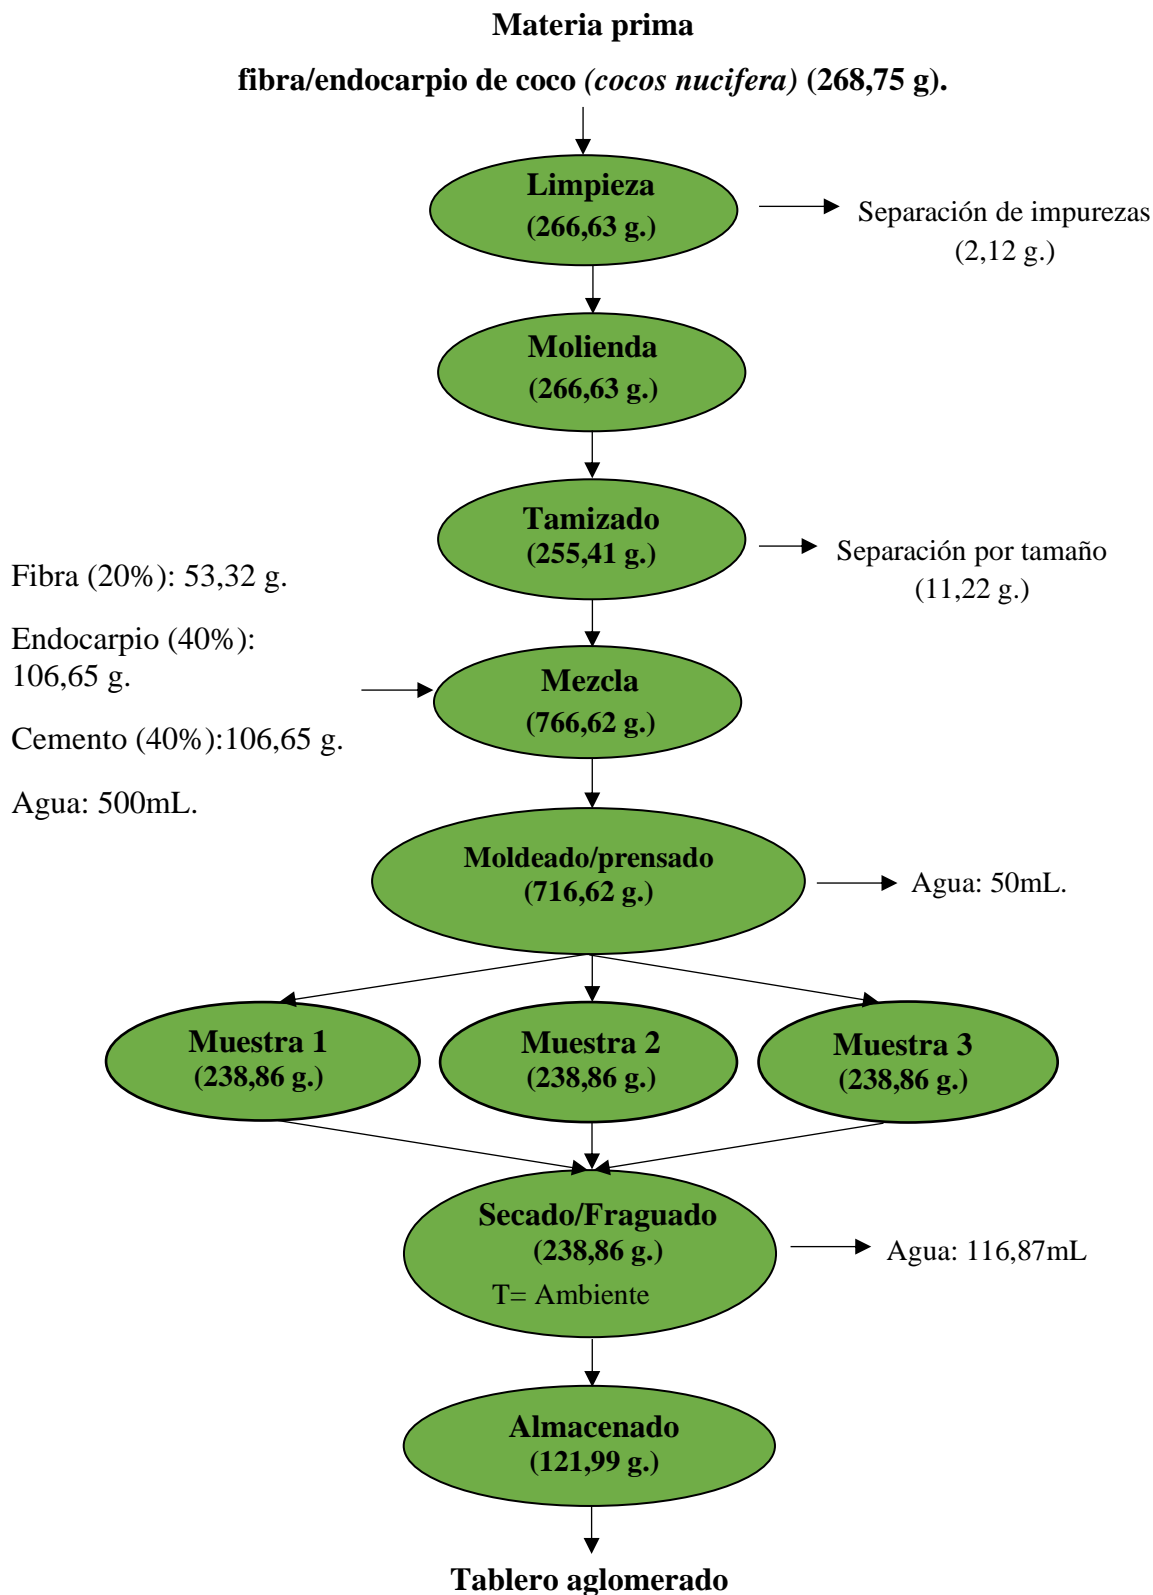 Materia prima
fibra/endocarpio de coco (cocos nucifera) (268,75 g).
Limpieza
(266,63 g.)
Separación de impurezas
(2,12 g.)
Molienda
(266,63 g.)
Tamizado
(255,41 g.)
Separación por tamaño
(11,22 g.)
Fibra (20%): 53,32 g.
Endocarpio (40%):
106,65 g.
Cemento (40%):106,65 g.
Agua: 500mL.
Mezcla
(766,62 g.)
Moldeado/prensado
(716,62 g.)
Agua: 50mL.
Muestra 1
(238,86 g.)
Muestra 2
(238,86 g.)
Muestra 3
(238,86 g.)
Secado/Fraguado
(238,86 g.)
T= Ambiente
Agua: 116,87mL
Almacenado
(121,99 g.)
Tablero aglomerado